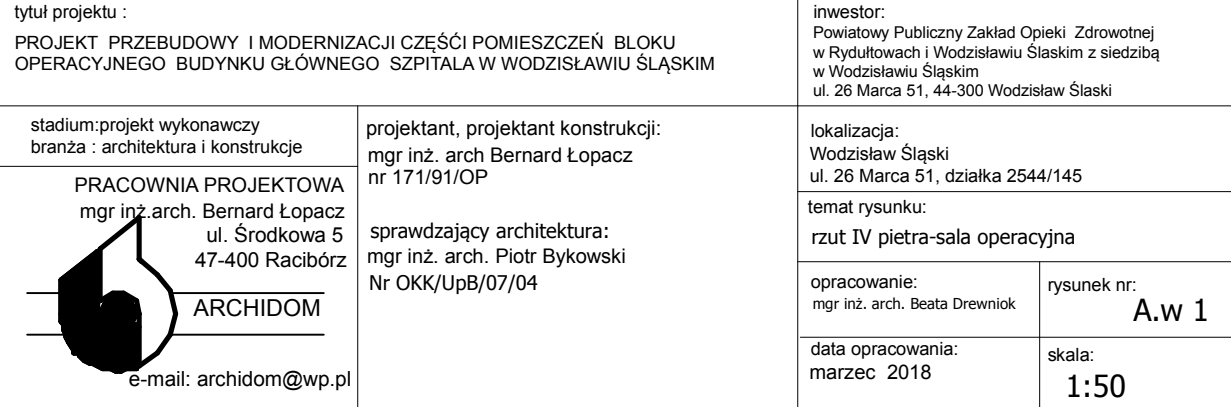 tytuł projektu :
PROJEKT PRZEBUDOWY I MODERNIZACJI CZĘŚĆI POMIESZCZEŃ BLOKU
OPERACYJNEGO BUDYNKU GŁÓWNEGO SZPITALA W WODZISŁAWIU ŚLĄSKIM
inwestor:
Powiatowy Publiczny Zakład Opieki Zdrowotnej
w Rydułtowach i Wodzisławiu Ślaskim z siedzibą
w Wodzisławiu Śląskim
ul. 26 Marca 51, 44-300 Wodzisław Ślaski
stadium:projekt wykonawczy
branża : architektura i konstrukcje
PRACOWNIA PROJEKTOWA
mgr inż.arch. Bernard Łopacz
ul. Środkowa 5
47-400 Racibórz
ARCHIDOM
e-mail: archidom@wp.pl
projektant, projektant konstrukcji:
mgr inż. arch Bernard Łopacz
nr 171/91/OP
sprawdzający architektura:
mgr inż. arch. Piotr Bykowski
Nr OKK/UpB/07/04
lokalizacja:
Wodzisław Śląski
ul. 26 Marca 51, działka 2544/145
temat rysunku:
rzut IV pietra-sala operacyjna
opracowanie:
mgr inż. arch. Beata Drewniok
rysunek nr:
A.w 1
data opracowania:
marzec 2018
skala:
1:50